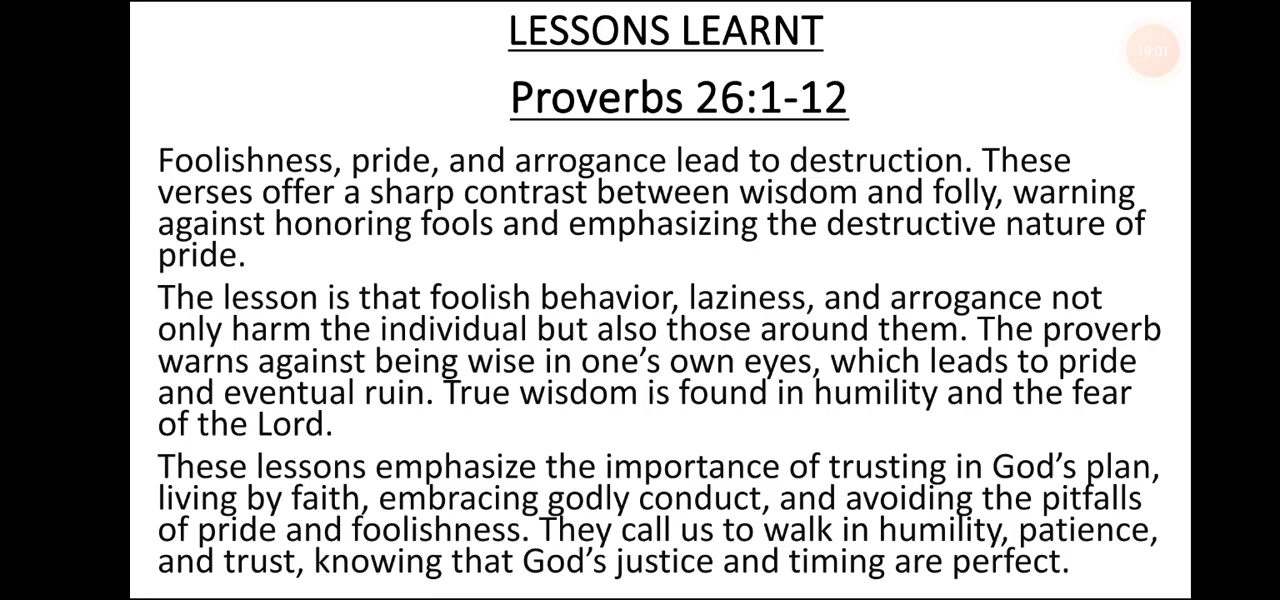 LESSONS LEARNT
19:01
Proverbs 26:1-12
Foolishness, pride, and arrogance lead to destruction. These
verses offer a sharp contrast between wisdom and folly, warning
against honoring fools and emphasizing the destructive nature of
pride.
The lesson is that foolish behavior, laziness, and arrogance not
only harm the individual but also those around them. The proverb
warns against being wise in one’s own eyes, which leads to pride
and eventual ruin. True wisdom is found in humility and the fear
of the Lord.
These lessons emphasize the importance of trusting in God’s plan,
living by faith, embracing godly conduct, and avoiding the pitfalls
of pride and foolishness. They call us to walk in humility, patience,
and trust, knowing that God’s justice and timing are perfect.